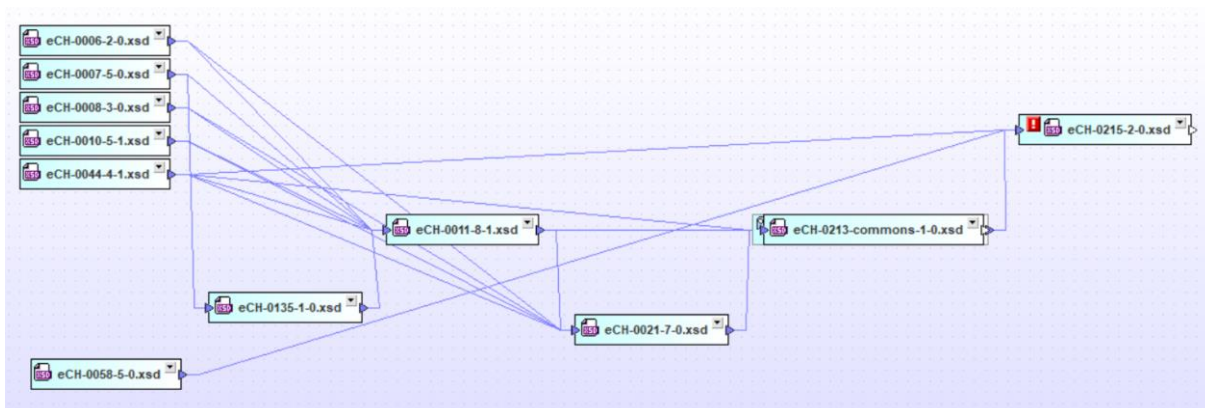 eCH-0006-2-0.xsd
eCH-0007-5-0.xsd
eCH-0008-3-0.xsd
eCH-0010-5-1.xsd
eCH-0044-4-1.xsd
eCH-0215-2-0.xsd
eCH-0011-8-1.xsd
eCH-0213-commons-1-0.xsd
eCH-0135-1-0.xsd
eCH-0021-7-0.xsd
eCH-0058-5-0.xsd